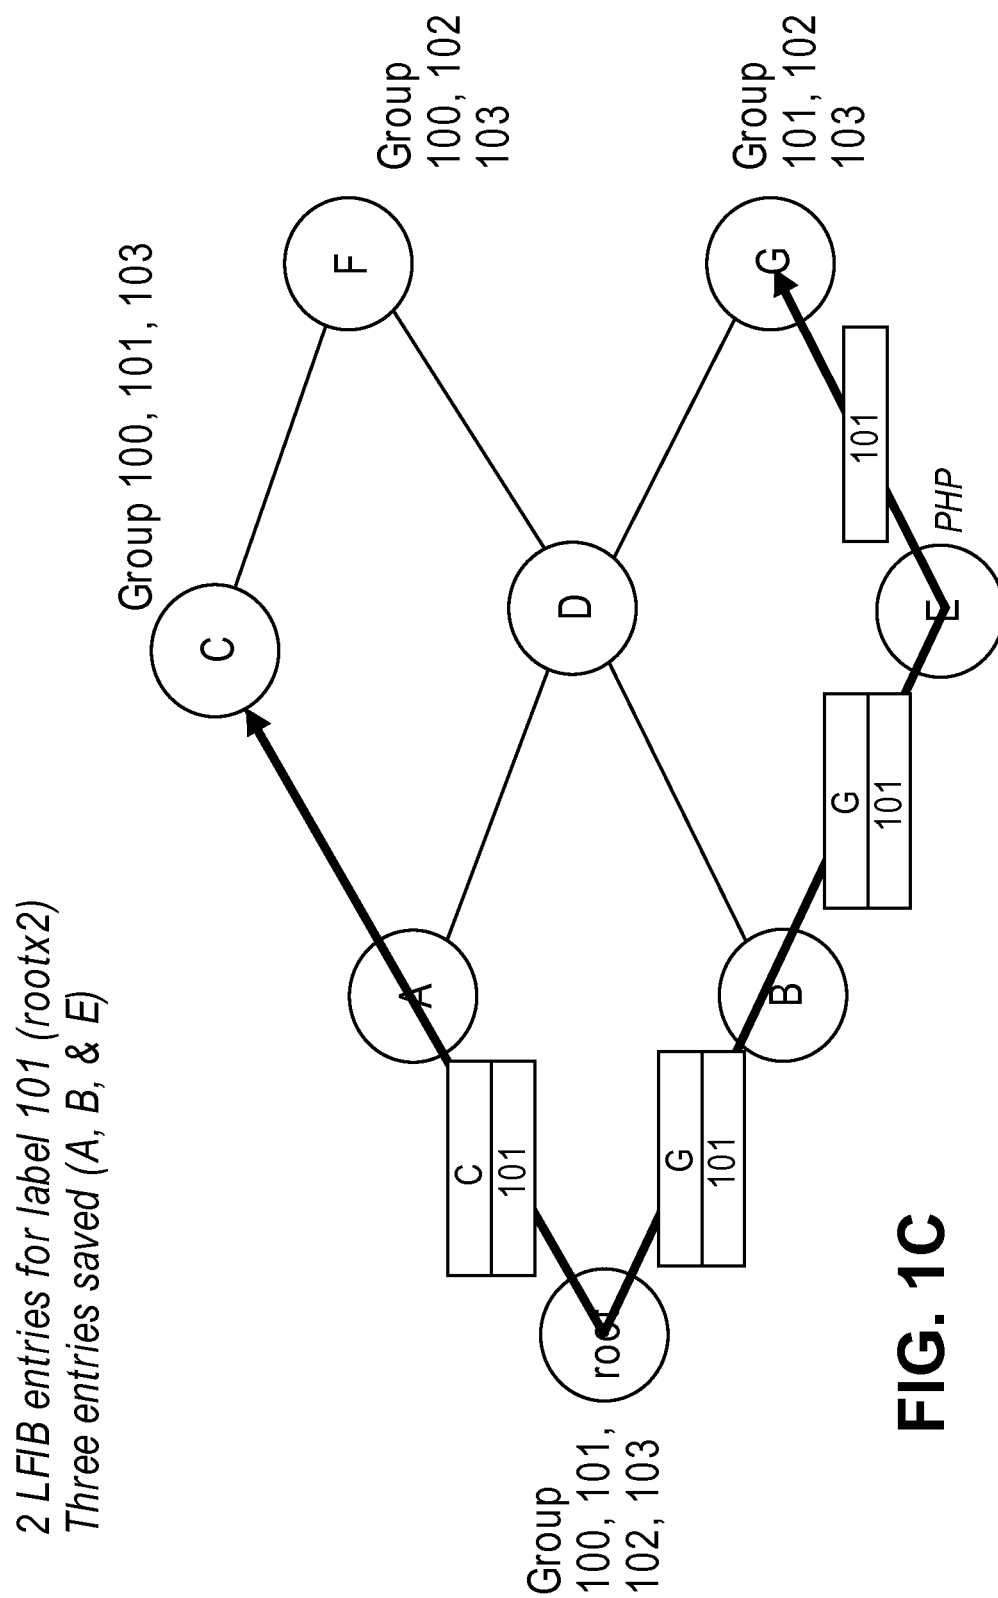 2 LFIB entries for label 101 (rootx2)
Three entries saved (A, B, & E)
Group 100, 101, 103
C
F
Group
100, 102
103
A
C
101
D
Group
100, 101,
102, 103
root
G
101
B
G
101
E
PHP
101
G
Group
101, 102
103
FIG. 1C